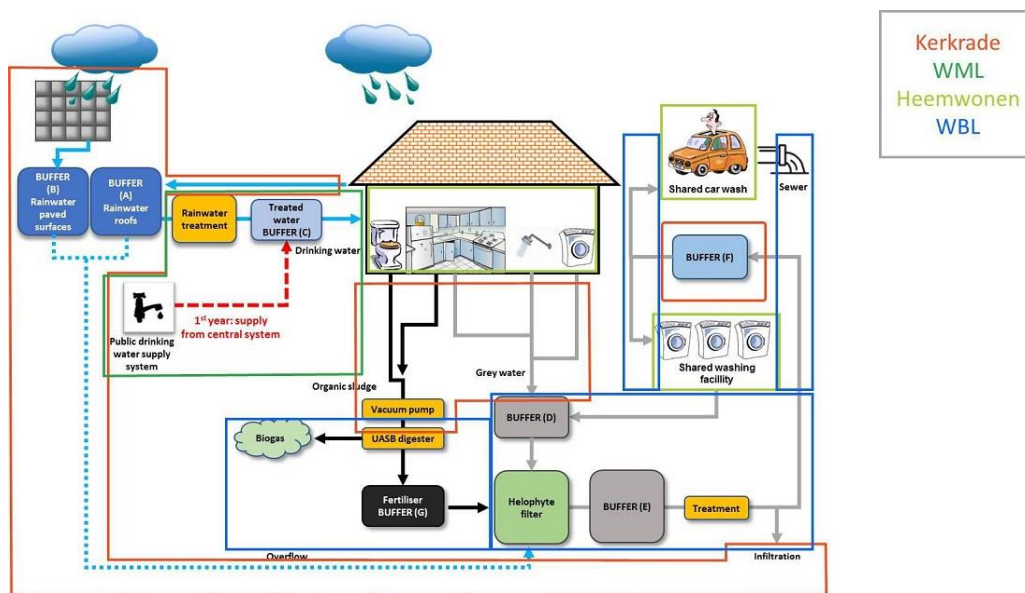 Kerkrade
WML
Heemwonen
WBL
BUFFER
(B)
Rainwater
paved
surfaces
BUFFER
(A)
Rainwater
roofs
Rainwater
treatment
Treated
water
BUFFER (C)
Drinking water
Public drinking
water supply
system
1st year: supply
from central system
Shared car wash
Sewer
BUFFER (F)
Shared washing
facillity
Organic sludge
Grey water
Vacuum pump
UASB digester
Biogas
Fertiliser
BUFFER (G)
BUFFER (D)
Helophyte
filter
BUFFER (E)
Treatment
Overflow
Infiltration